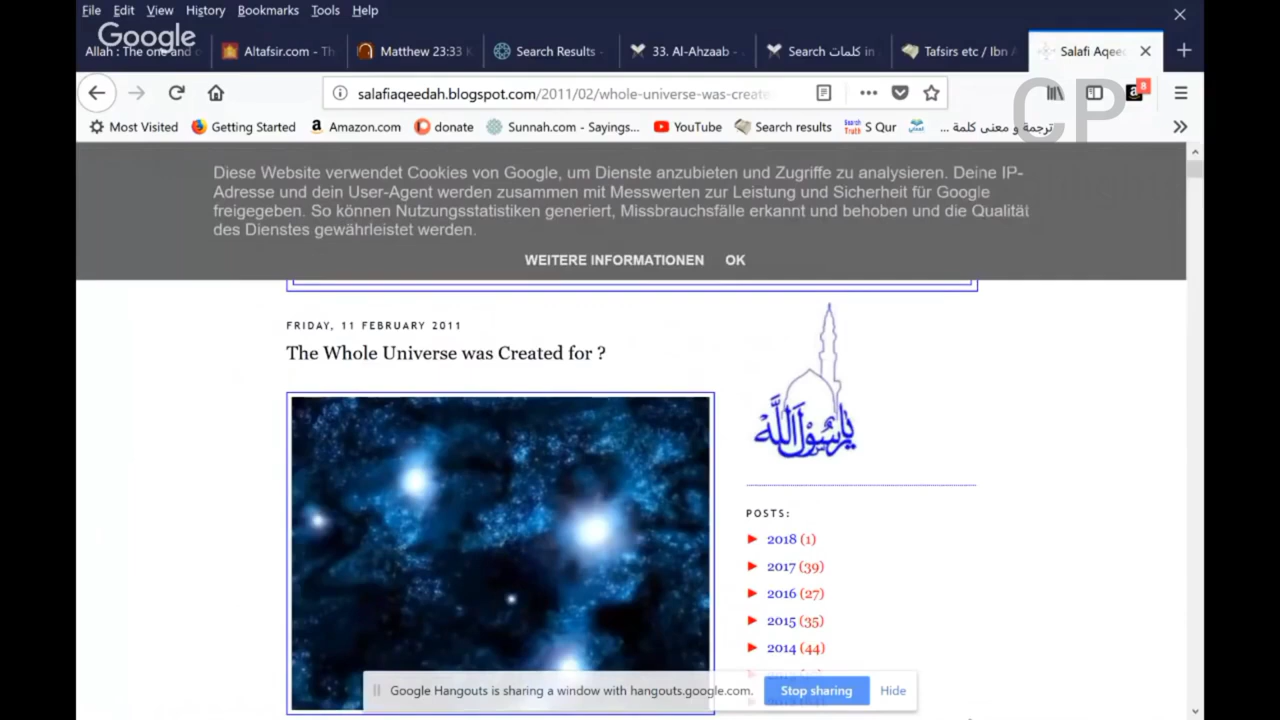 File Edit View History Bookmarks Tools Help
Google
Allah : The one and o
Altafsir.com - Th
Matthew 23:33
Search Results -
33. Al-Ahzaab -
Search كلمات in
Tafsirs etc / Ibn
Salafi Aqeed
salafiaqeedah.blogspot.com/2011/02/whole-universe-was-create
CP
8
Most Visited Getting Started Amazon.com donate Sunnah.com - Sayings... YouTube Search results S Qur ترجمة و معنى كلمة ...
Diese Website verwendet Cookies von Google, um Dienste anzubieten und Zugriffe zu analysieren. Deine IP-
Adresse und dein User-Agent werden zusammen mit Messwerten zur Leistung und Sicherheit für Google
freigegeben. So können Nutzungsstatistiken generiert, Missbrauchsfälle erkannt und behoben und die Qualität
des Dienstes gewährleistet werden.
WEITERE INFORMATIONEN OK
FRIDAY, 11 FEBRUARY 2011
The Whole Universe was Created for ?
يا رسول الله
POSTS:
► 2018 (1)
► 2017 (39)
► 2016 (27)
► 2015 (35)
► 2014 (44)
Google Hangouts is sharing a window with hangouts.google.com. Stop sharing Hide